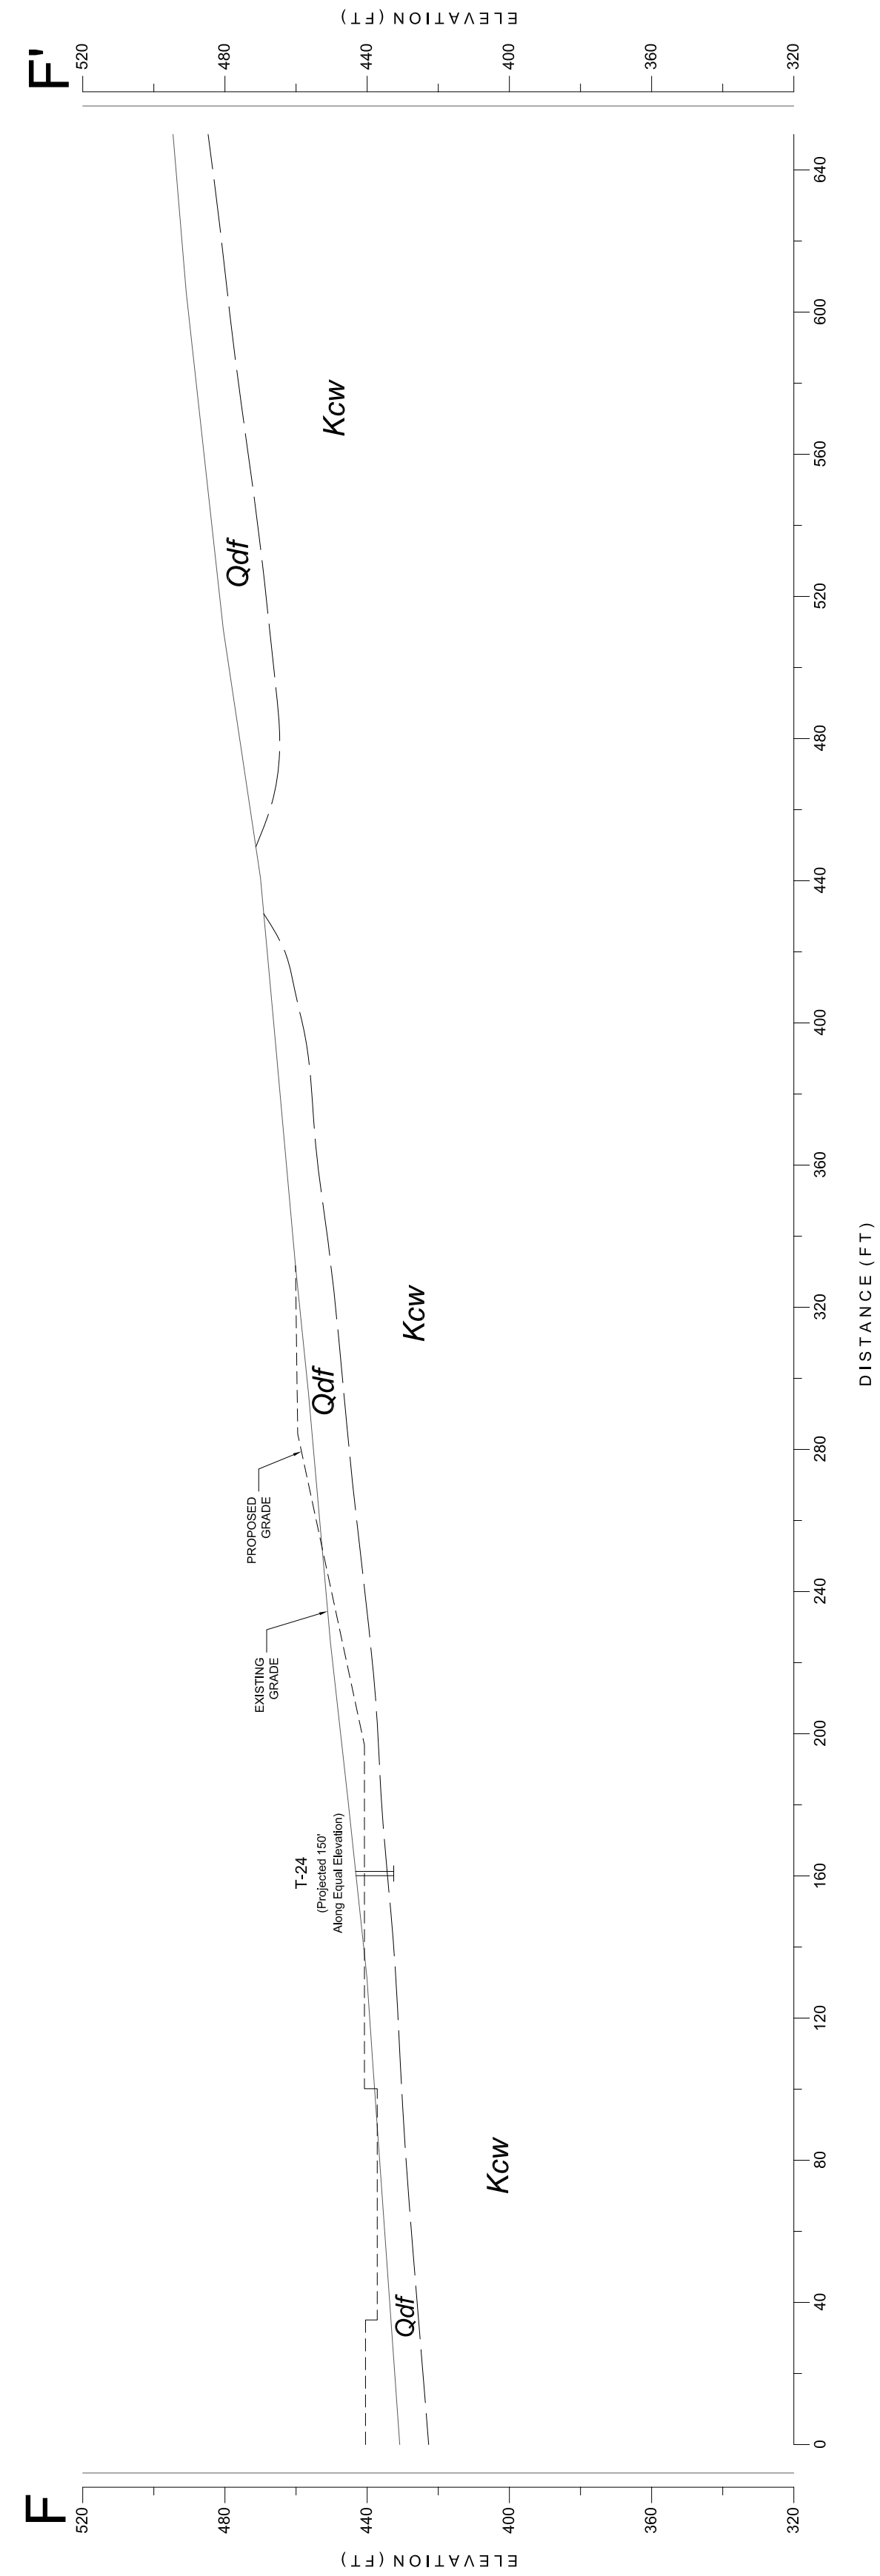 F
F'
ELEVATION (FT)
520
480
440
400
360
320
ELEVATION (FT)
520
480
440
400
360
320
Qdf
Kcw
T-24
(Projected 150'
Along Equal Elevation)
EXISTING
GRADE
PROPOSED
GRADE
Qdf
Kcw
Qdf
Kcw
0
40
80
120
160
200
240
280
320
360
400
440
480
520
560
600
640
DISTANCE (FT)